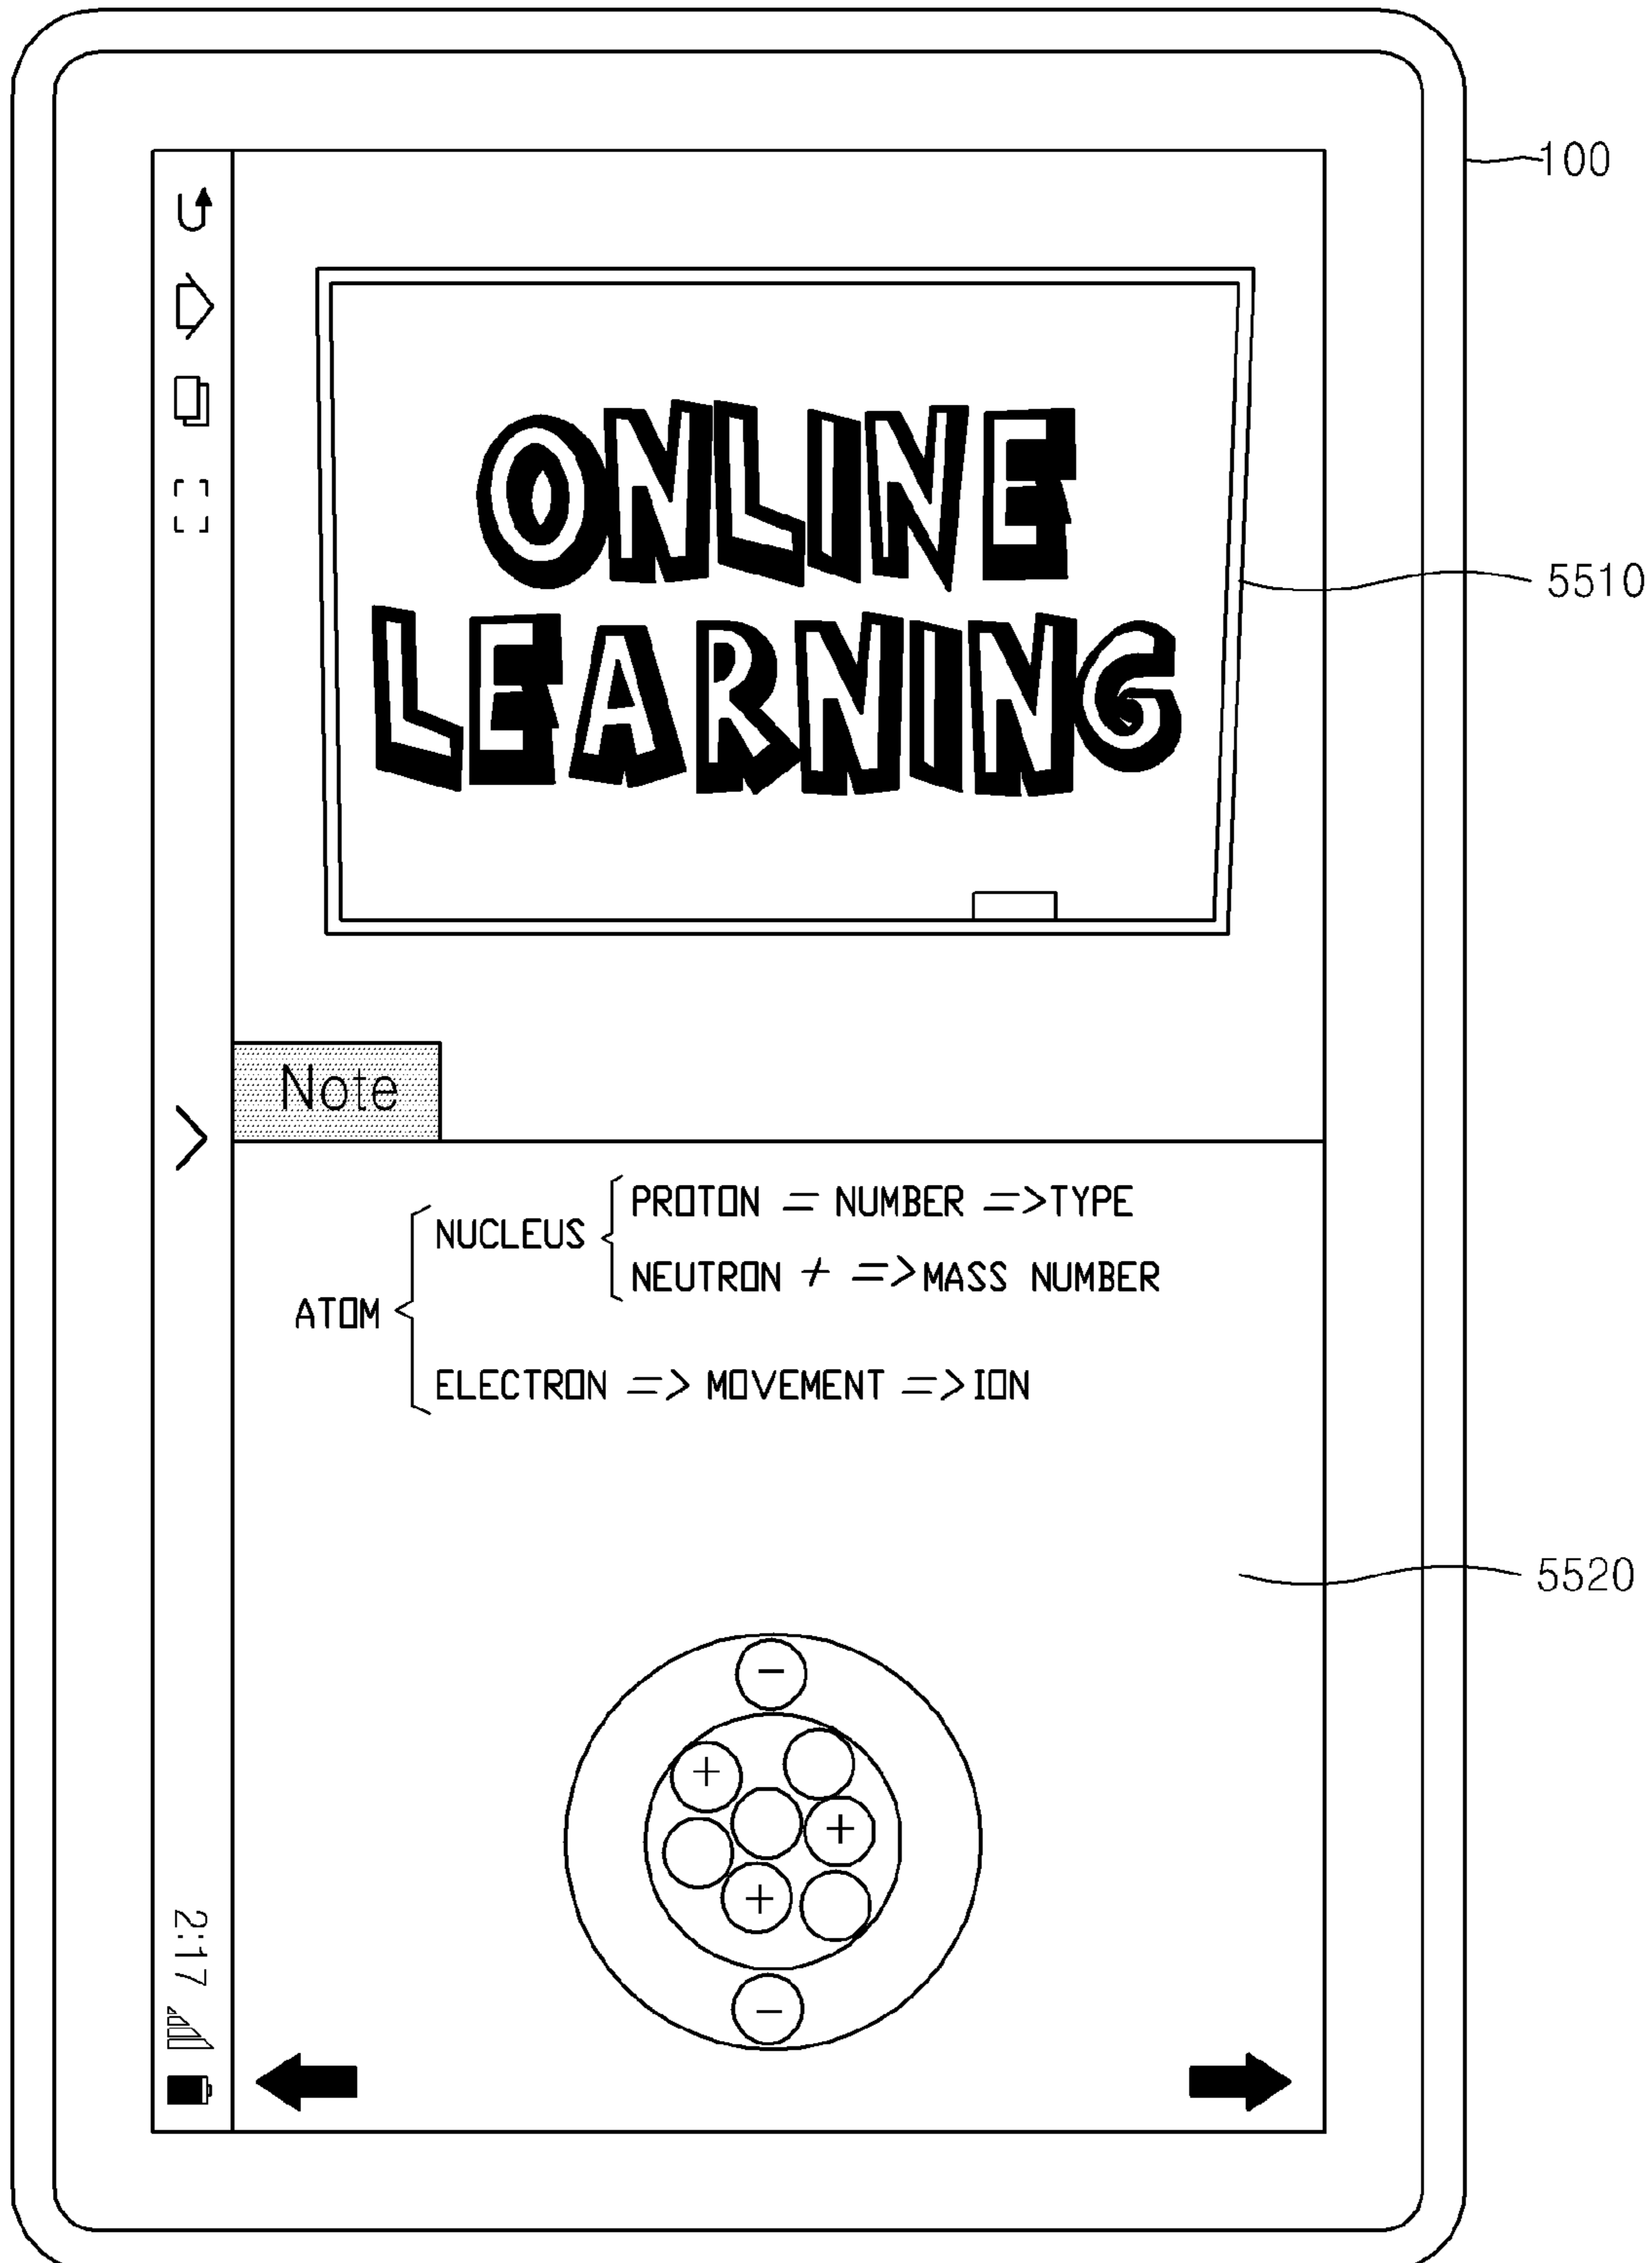 100
ONLINE
LEARNING
5510
Note
PROTON = NUMBER =>TYPE
NUCLEUS
NEUTRON + =>MASS NUMBER
ATOM
ELECTRON => MOVEMENT =>ION
5520
−
+
+
+
−
2:17